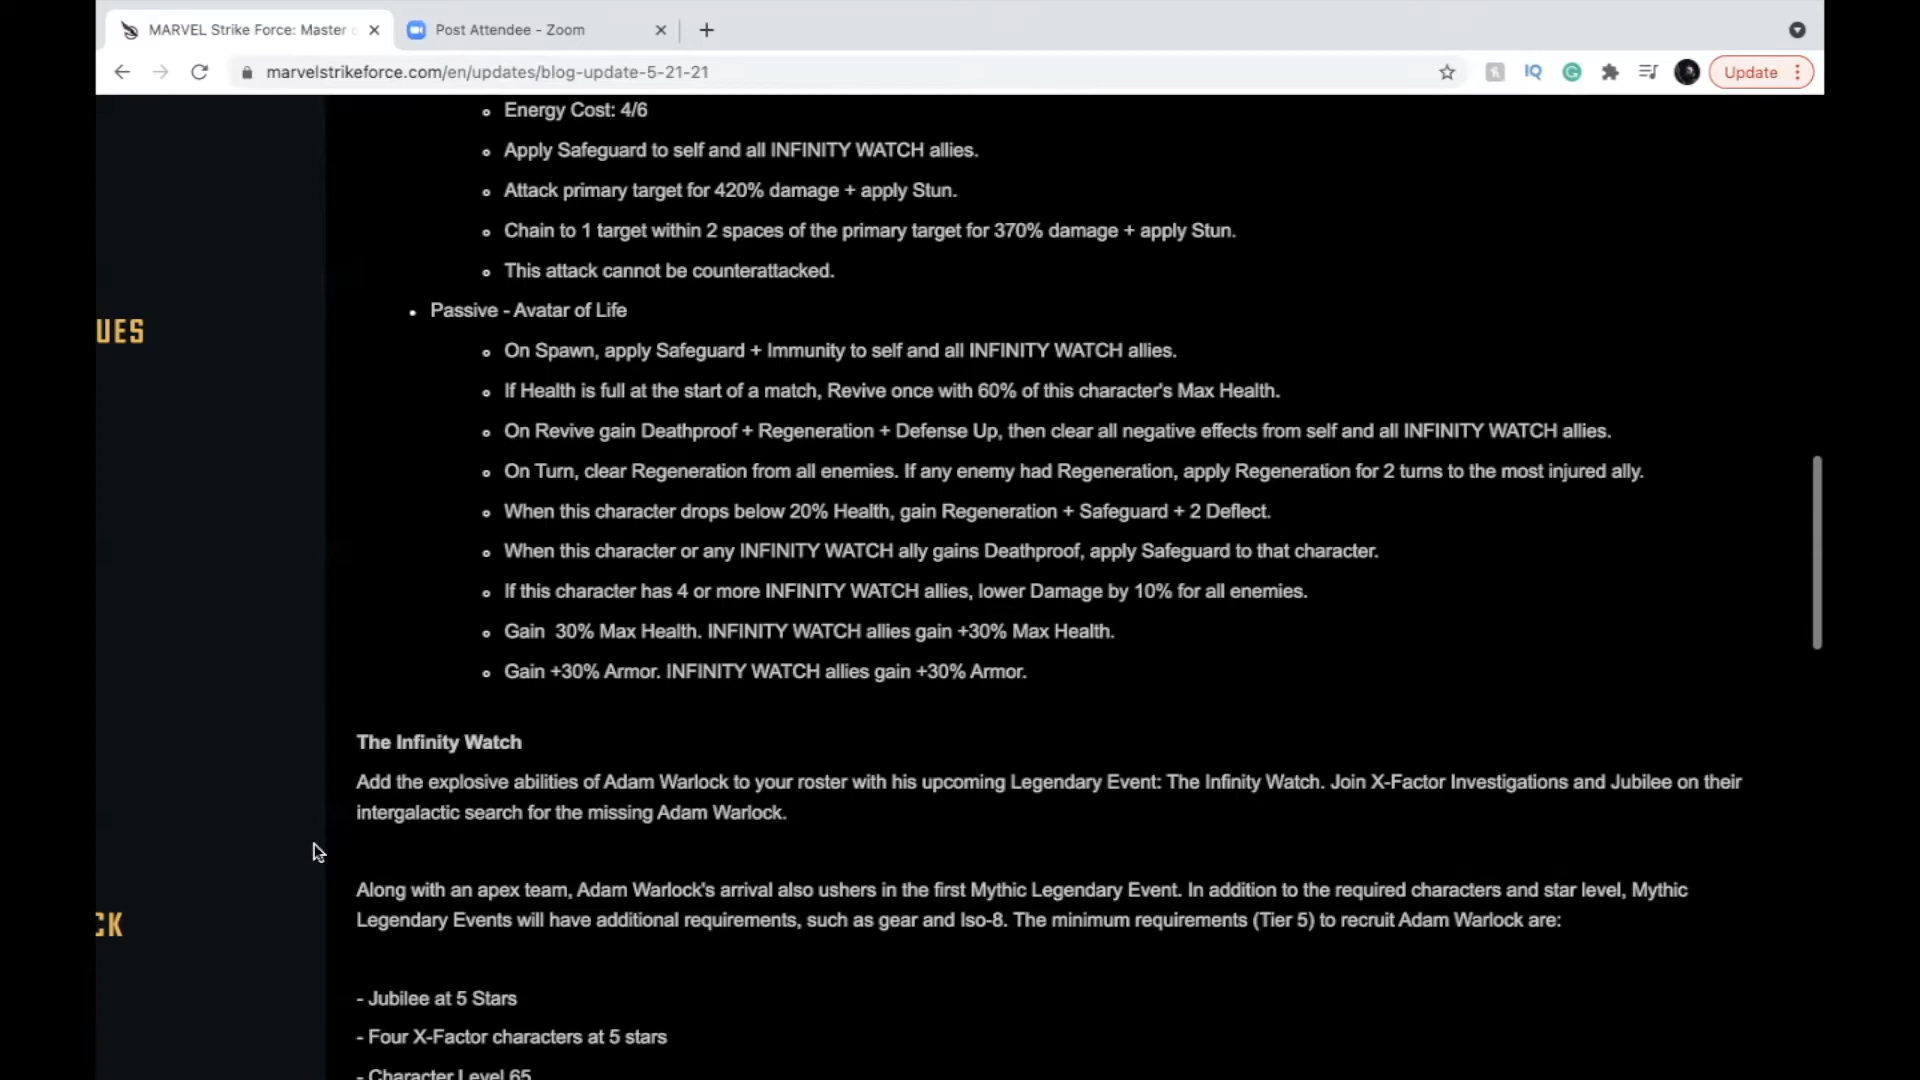 MARVEL Strike Force: Master o
Post Attendee - Zoom
marvelstrikeforce.com/en/updates/blog-update-5-21-21
IQ
Update
Energy Cost: 4/6
Apply Safeguard to self and all INFINITY WATCH allies.
Attack primary target for 420% damage + apply Stun.
Chain to 1 target within 2 spaces of the primary target for 370% damage + apply Stun.
This attack cannot be counterattacked.
Passive - Avatar of Life
UES
On Spawn, apply Safeguard + Immunity to self and all INFINITY WATCH allies.
If Health is full at the start of a match, Revive once with 60% of this character's Max Health.
On Revive gain Deathproof + Regeneration + Defense Up, then clear all negative effects from self and all INFINITY WATCH allies.
On Turn, clear Regeneration from all enemies. If any enemy had Regeneration, apply Regeneration for 2 turns to the most injured ally.
When this character drops below 20% Health, gain Regeneration + Safeguard + 2 Deflect.
When this character or any INFINITY WATCH ally gains Deathproof, apply Safeguard to that character.
If this character has 4 or more INFINITY WATCH allies, lower Damage by 10% for all enemies.
Gain  30% Max Health. INFINITY WATCH allies gain +30% Max Health.
Gain +30% Armor. INFINITY WATCH allies gain +30% Armor.
The Infinity Watch
Add the explosive abilities of Adam Warlock to your roster with his upcoming Legendary Event: The Infinity Watch. Join X-Factor Investigations and Jubilee on their
intergalactic search for the missing Adam Warlock.
Along with an apex team, Adam Warlock's arrival also ushers in the first Mythic Legendary Event. In addition to the required characters and star level, Mythic
Legendary Events will have additional requirements, such as gear and Iso-8. The minimum requirements (Tier 5) to recruit Adam Warlock are:
CK
- Jubilee at 5 Stars
- Four X-Factor characters at 5 stars
- Character Level 65